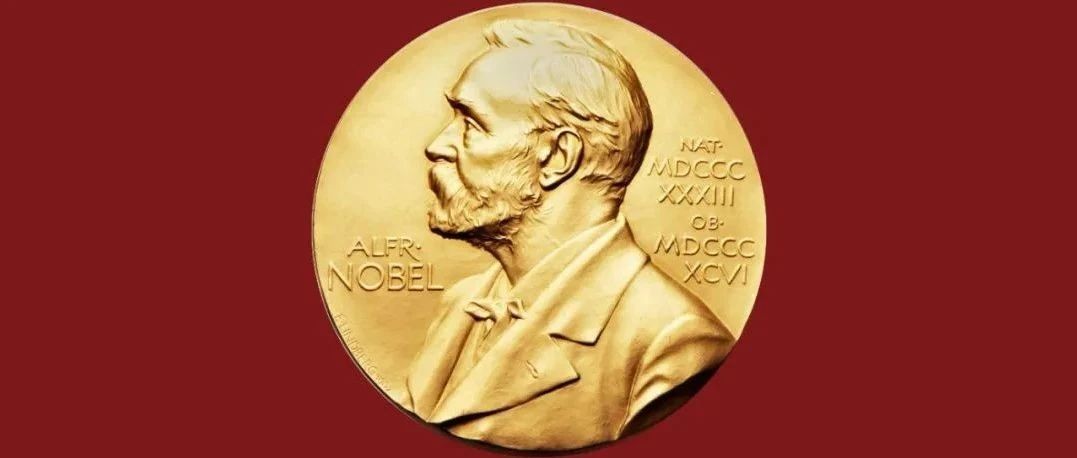 ALFR·
NOBEL
NAT·
MDCCC
XXXIII
OB·
MDCCC
XCVI